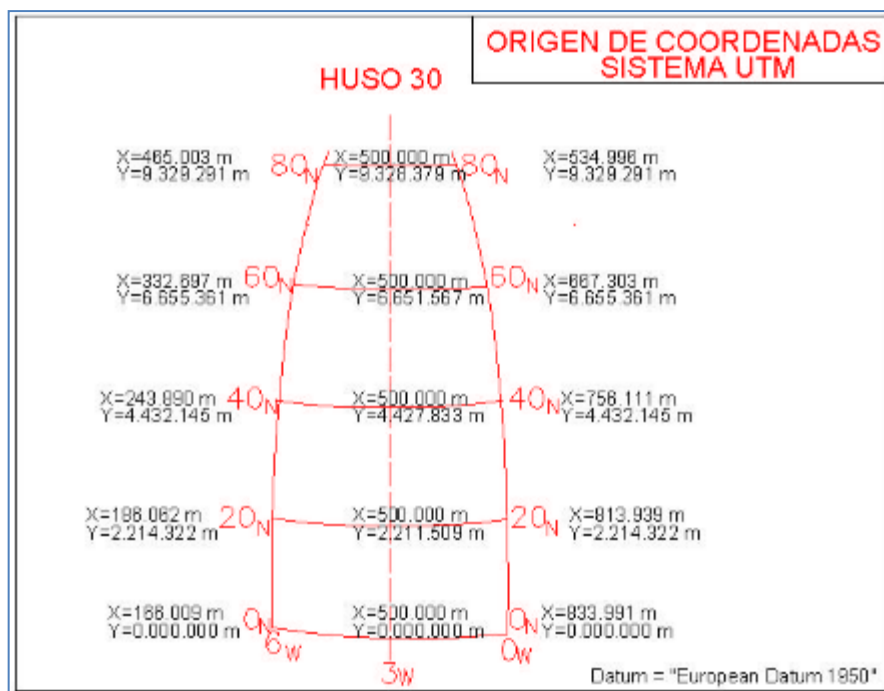 ORIGEN DE COORDENADAS
SISTEMA UTM
HUSO 30
X=465.003 m
Y=9.329.291 m
80N
X=500.000 m
Y=9.328.379 m
80N
X=534.996 m
Y=9.329.291 m
X=332.697 m
Y=6.655.361 m
60N
X=500.000 m
Y=6.651.567 m
60N
X=667.303 m
Y=6.655.361 m
X=243.890 m
Y=4.432.145 m
40N
X=500.000 m
Y=4.427.833 m
40N
X=756.111 m
Y=4.432.145 m
X=186.062 m
Y=2.214.322 m
20N
X=500.000 m
Y=2.211.509 m
20N
X=813.939 m
Y=2.214.322 m
X=166.009 m
Y=0.000.000 m
0N
X=500.000 m
Y=0.000.000 m
0N
X=833.991 m
Y=0.000.000 m
6W
3W
0W
Datum = "European Datum 1950"